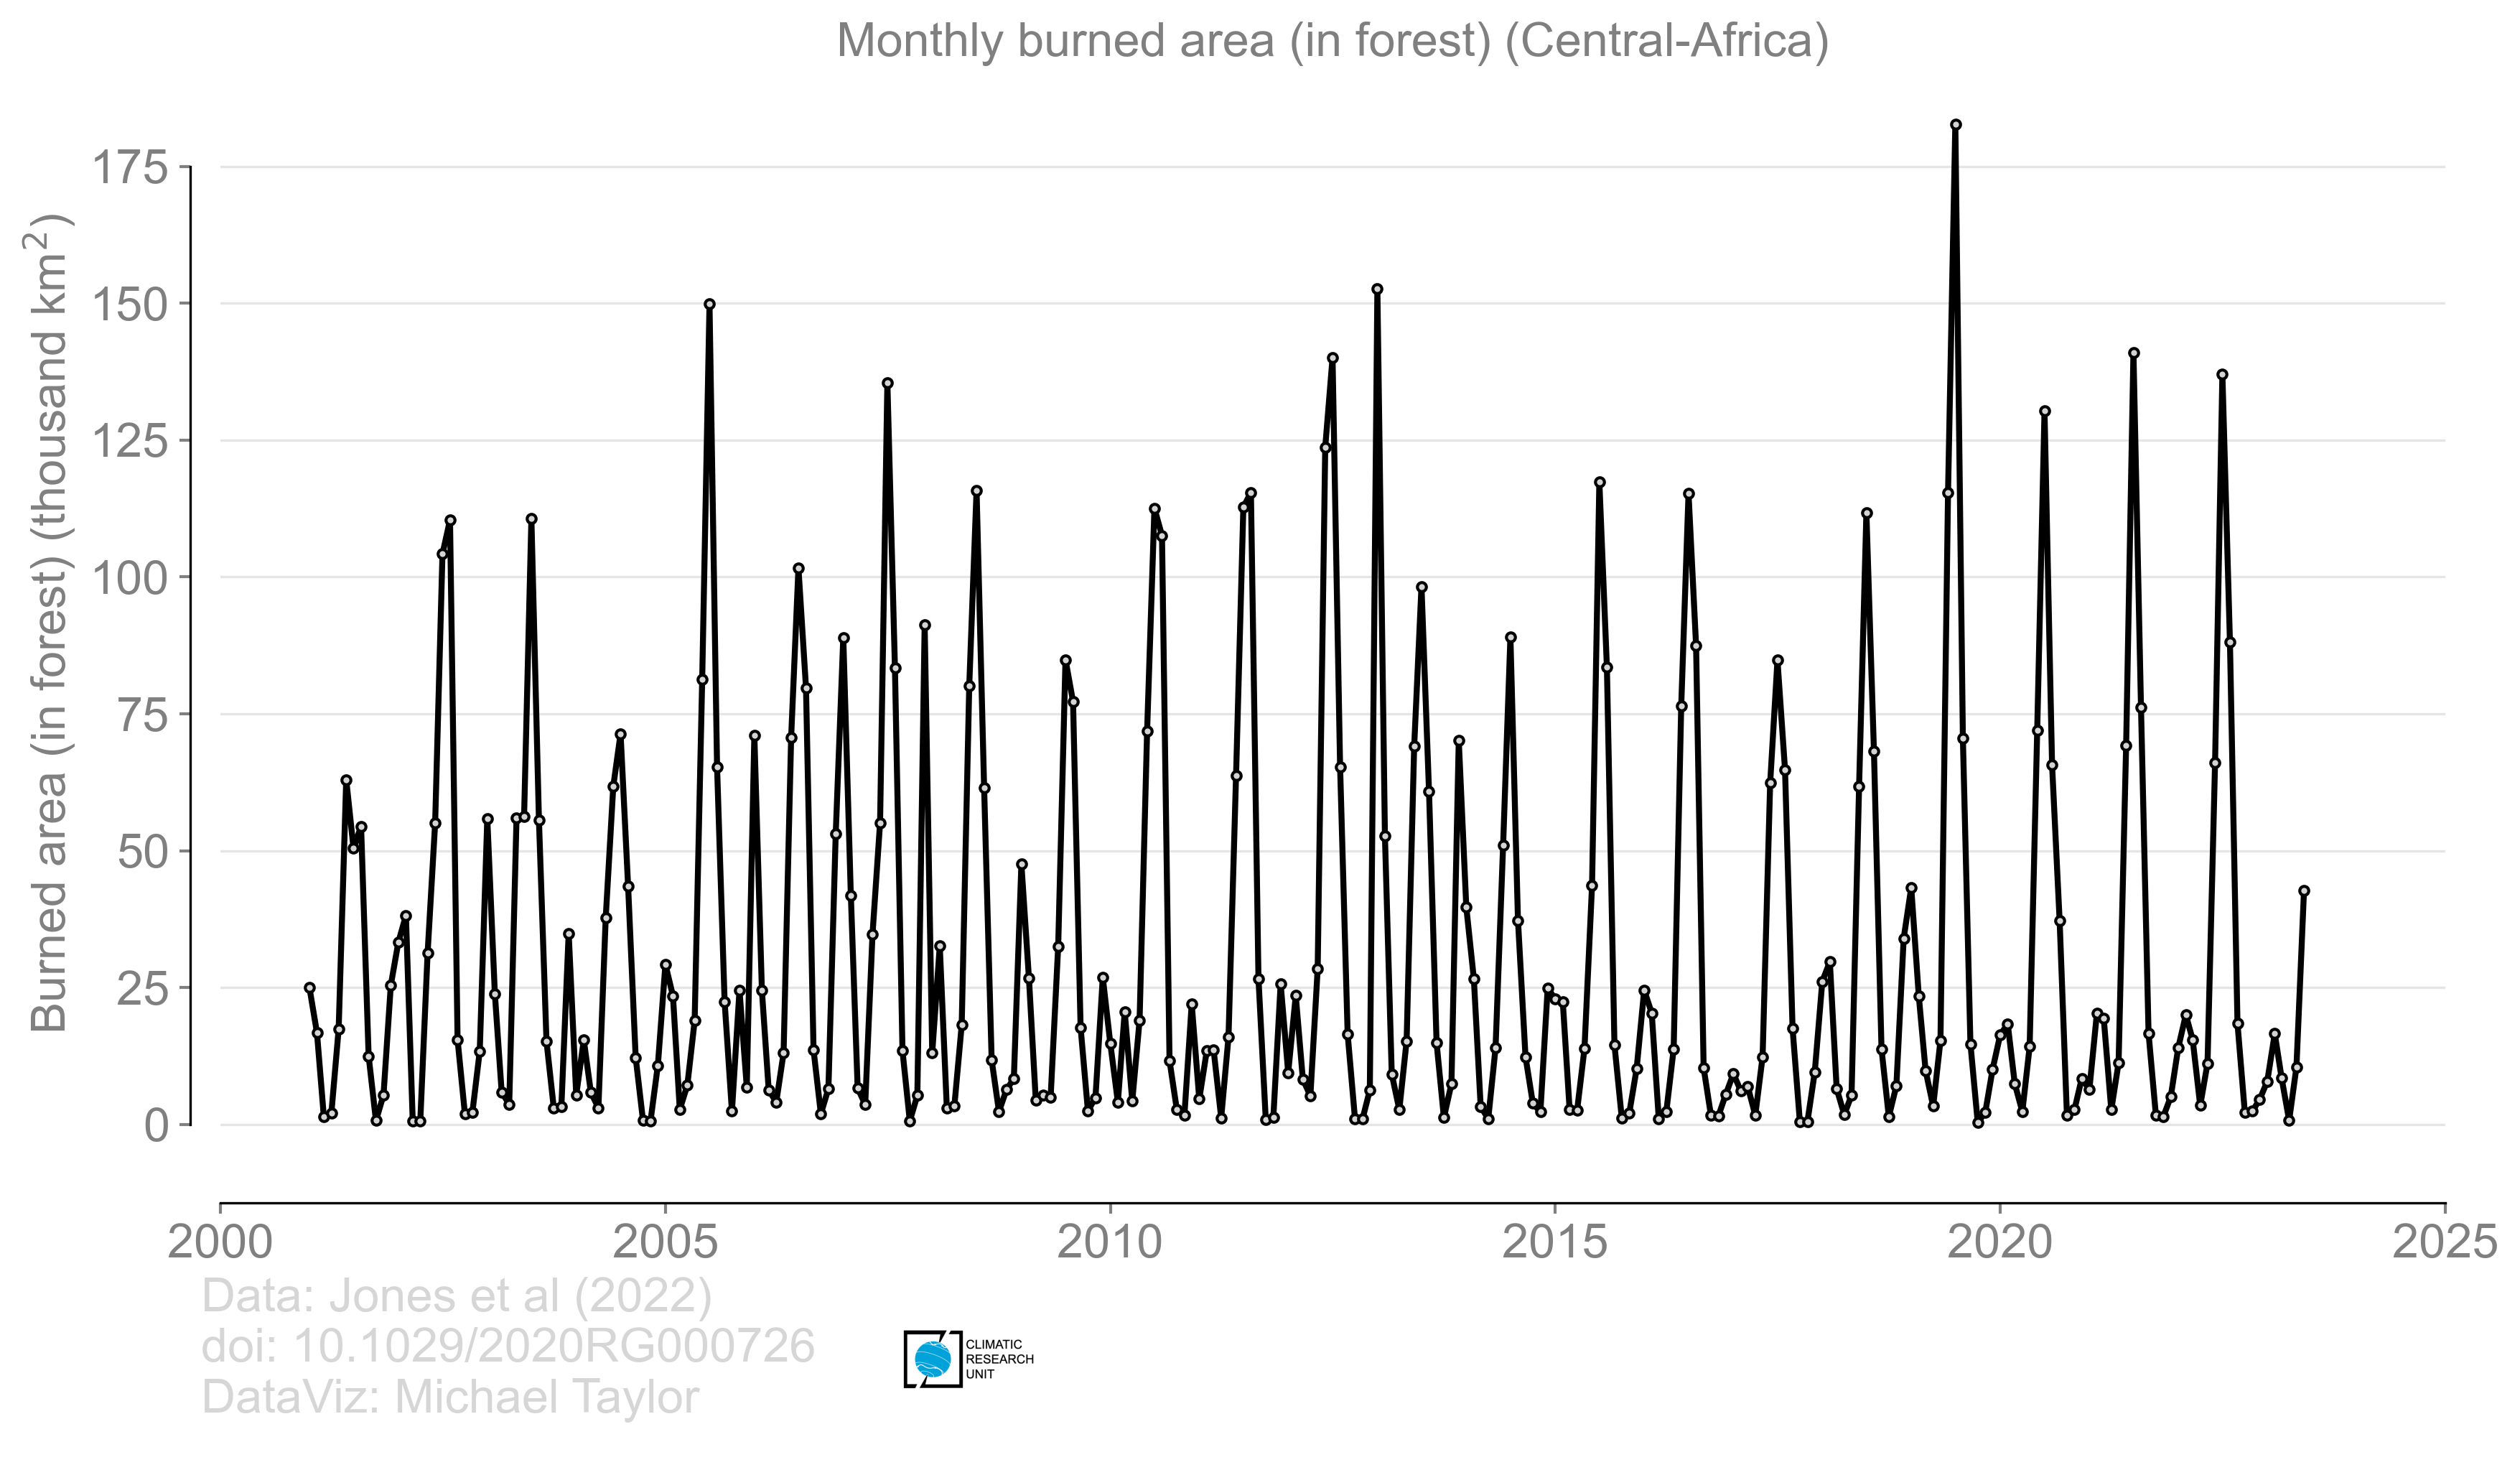 Monthly burned area (in forest) (Central-Africa)
Burned area (in forest) (thousand km²)
175
150
125
100
75
50
25
0
2000
2005
2010
2015
2020
2025
Data: Jones et al (2022)
doi: 10.1029/2020RG000726
DataViz: Michael Taylor
CLIMATIC
RESEARCH
UNIT